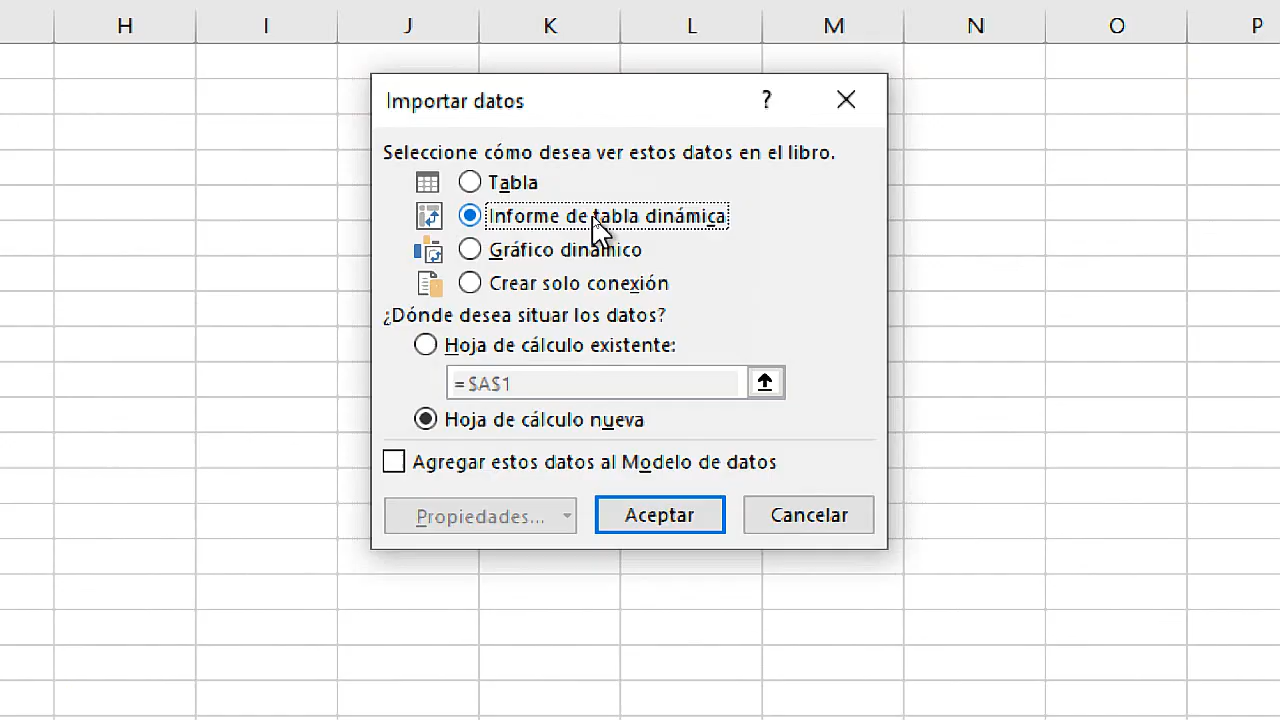 H I J K L M N O P
Importar datos ?
Seleccione cómo desea ver estos datos en el libro.
Tabla
Informe de tabla dinámica
Gráfico dinámico
Crear solo conexión
¿Dónde desea situar los datos?
Hoja de cálculo existente:
=$A$1
Hoja de cálculo nueva
Agregar estos datos al Modelo de datos
Propiedades... Aceptar Cancelar